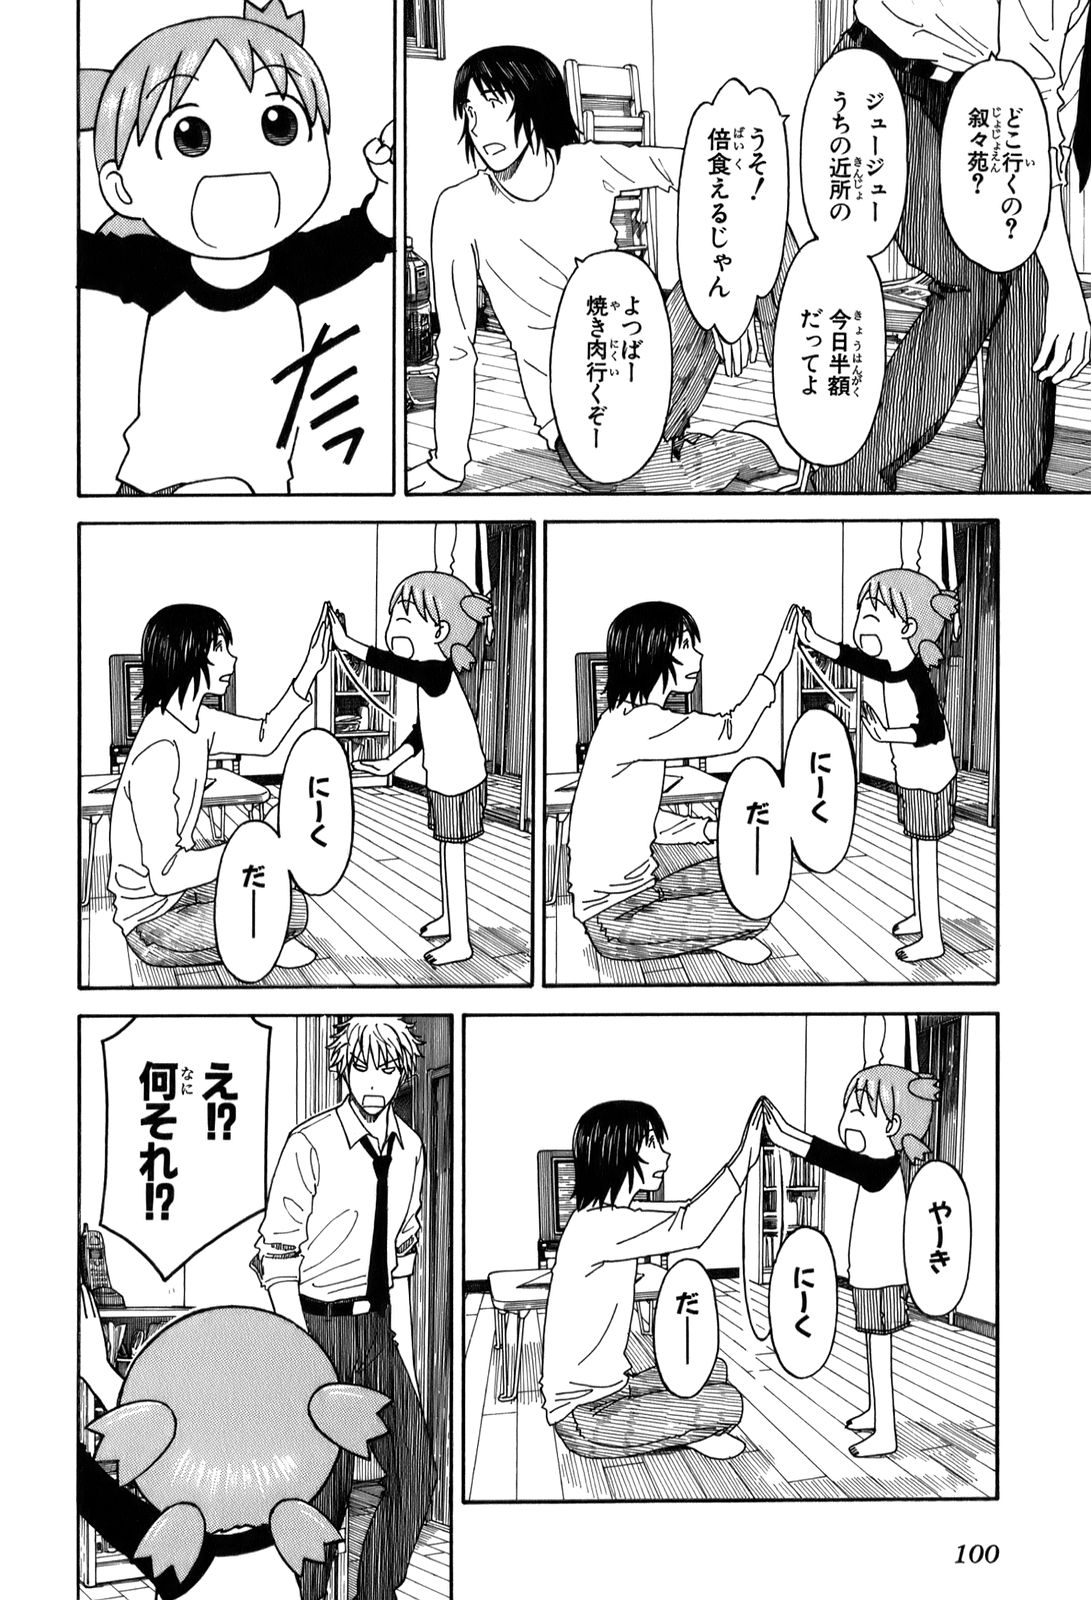 どこ行くの?
叙々苑?
ジュージュー
うちの近所の
今日半額
だってよ
うそ!
倍食えるじゃん
よつばー
焼き肉行くぞー
たたっ
にーく
だー
にーく
だー
やーき
にーく
だー
え!?
何それ!?
100